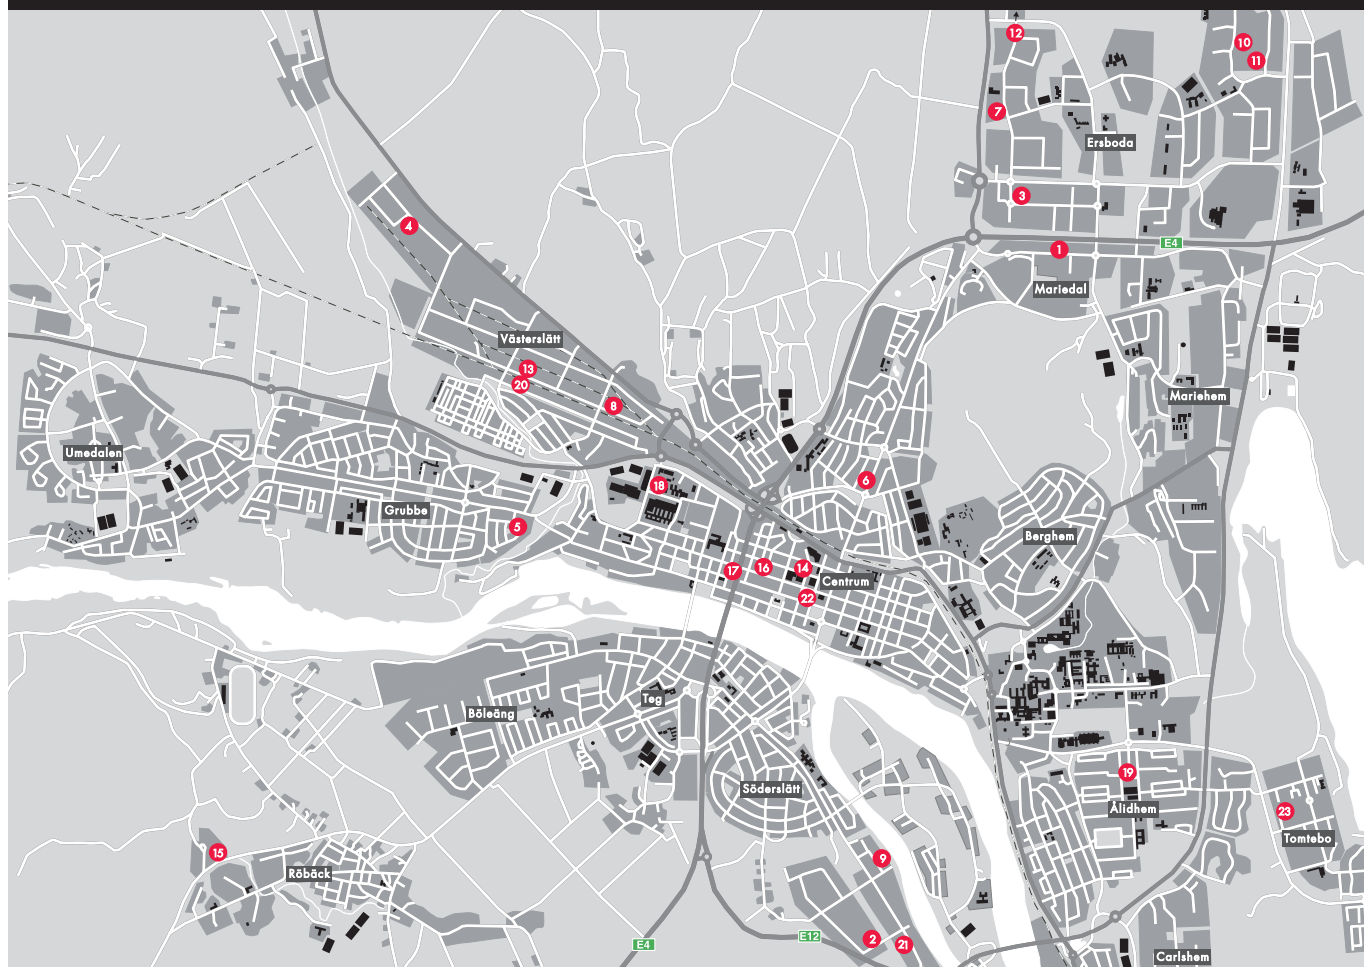 12
10
11
7
Ersboda
3
4
E4
1
Mariedal
Västerslätt
13
20
8
Mariehem
Umedalen
18
6
Grubbe
5
Berghem
17
16
14
Centrum
22
Teg
Böleäng
19
Söderslätt
Ålidhem
23
Tomtebo
15
9
Röbäck
E4
E12
2
21
Carlshem